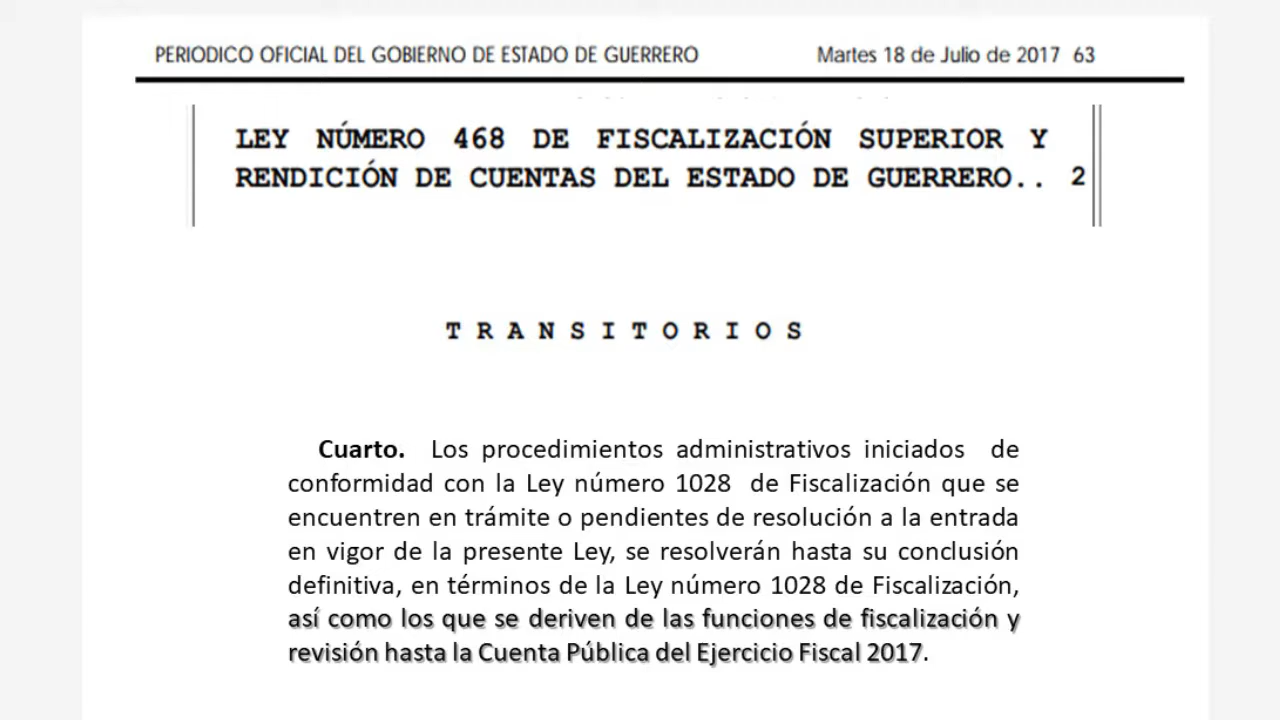 PERIODICO OFICIAL DEL GOBIERNO DE ESTADO DE GUERRERO Martes 18 de Julio de 2017 63
LEY NÚMERO 468 DE FISCALIZACIÓN SUPERIOR Y
RENDICIÓN DE CUENTAS DEL ESTADO DE GUERRERO.. 2
T R A N S I T O R I O S
Cuarto. Los procedimientos administrativos iniciados de
conformidad con la Ley número 1028 de Fiscalización que se
encuentren en trámite o pendientes de resolución a la entrada
en vigor de la presente Ley, se resolverán hasta su conclusión
definitiva, en términos de la Ley número 1028 de Fiscalización,
así como los que se deriven de las funciones de fiscalización y
revisión hasta la Cuenta Pública del Ejercicio Fiscal 2017.